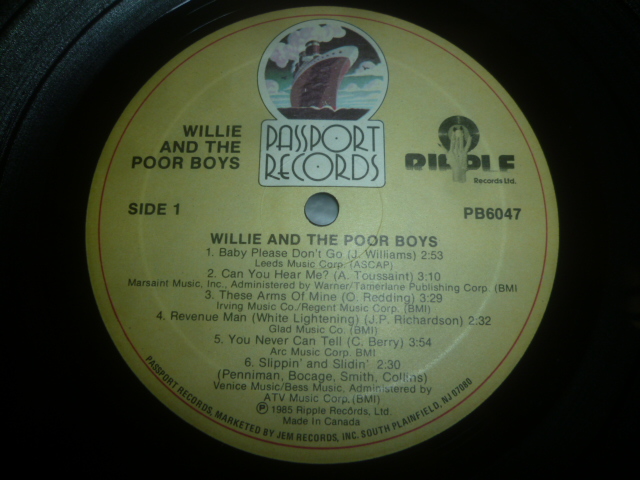 WILLIE
AND THE
POOR BOYS
PASSPORT
RECORDS
RIPPLE
Records Ltd.
SIDE 1
PB6047
WILLIE AND THE POOR BOYS
1. Baby Please Don't Go (J. Williams) 2:53
Leeds Music Corp. (ASCAP)
2. Can You Hear Me? (A. Toussaint) 3:10
Marsaint Music, Inc., Administered by Warner/Tamerlane Publishing Corp. (BMI
3. These Arms Of Mine (O. Redding) 3:29
Irving Music Co./Regent Music Corp. (BMI)
4. Revenue Man (White Lightening) (J.P. Richardson) 2:32
Glad Music Co. (BMI)
5. You Never Can Tell (C. Berry) 3:54
Arc Music Corp. BMI
6. Slippin' and Slidin' 2:30
(Penniman, Bocage, Smith, Collins)
Venice Music/Bess Music, Administered by
ATV Music Corp.(BMI)
℗ 1985 Ripple Records, Ltd.
Made In Canada
PASSPORT RECORDS, MARKETED BY JEM RECORDS, INC. SOUTH PLAINFIELD, NJ 07080